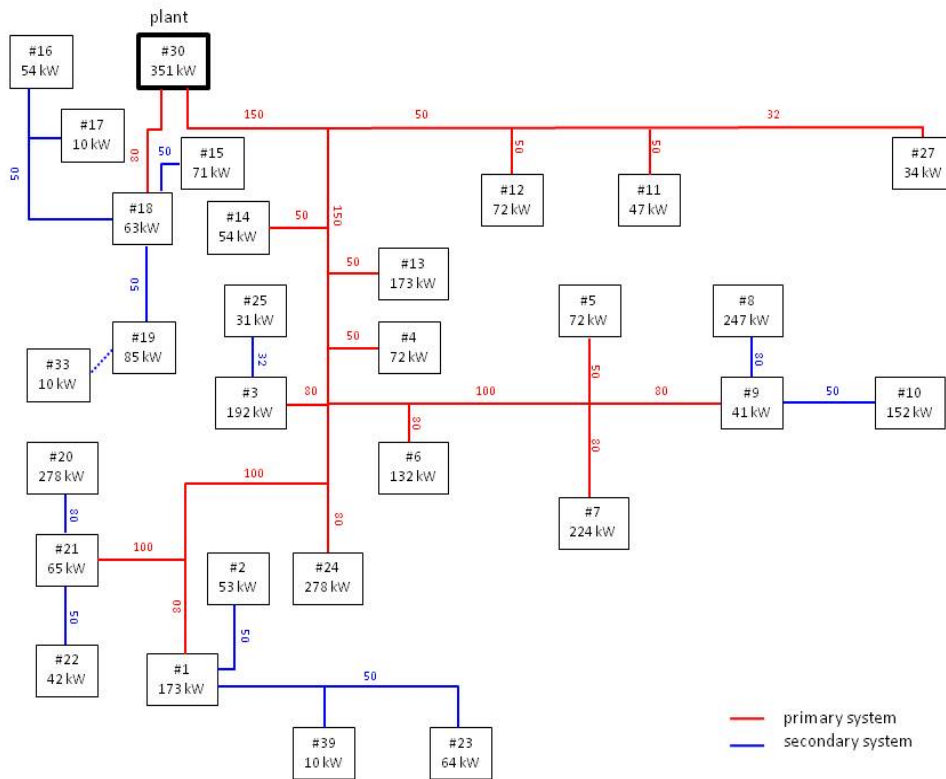 plant
#16
54 kW
#30
351 kW
#17
10 kW
150
50
32
80
50
#15
71 kW
50
50
#27
34 kW
50
#18
63kW
#14
54 kW
50
150
#12
72 kW
#11
47 kW
50
50
#13
173 kW
#25
31 kW
#5
72 kW
#8
247 kW
#19
85 kW
50
#4
72 kW
#33
10 kW
32
50
80
#3
192 kW
80
100
80
#9
41 kW
50
#10
152 kW
80
#20
278 kW
#6
132 kW
80
100
80
#7
224 kW
80
#21
65 kW
100
#2
53 kW
#24
278 kW
50
80
50
#22
42 kW
#1
173 kW
50
#39
10 kW
#23
64 kW
primary system
secondary system